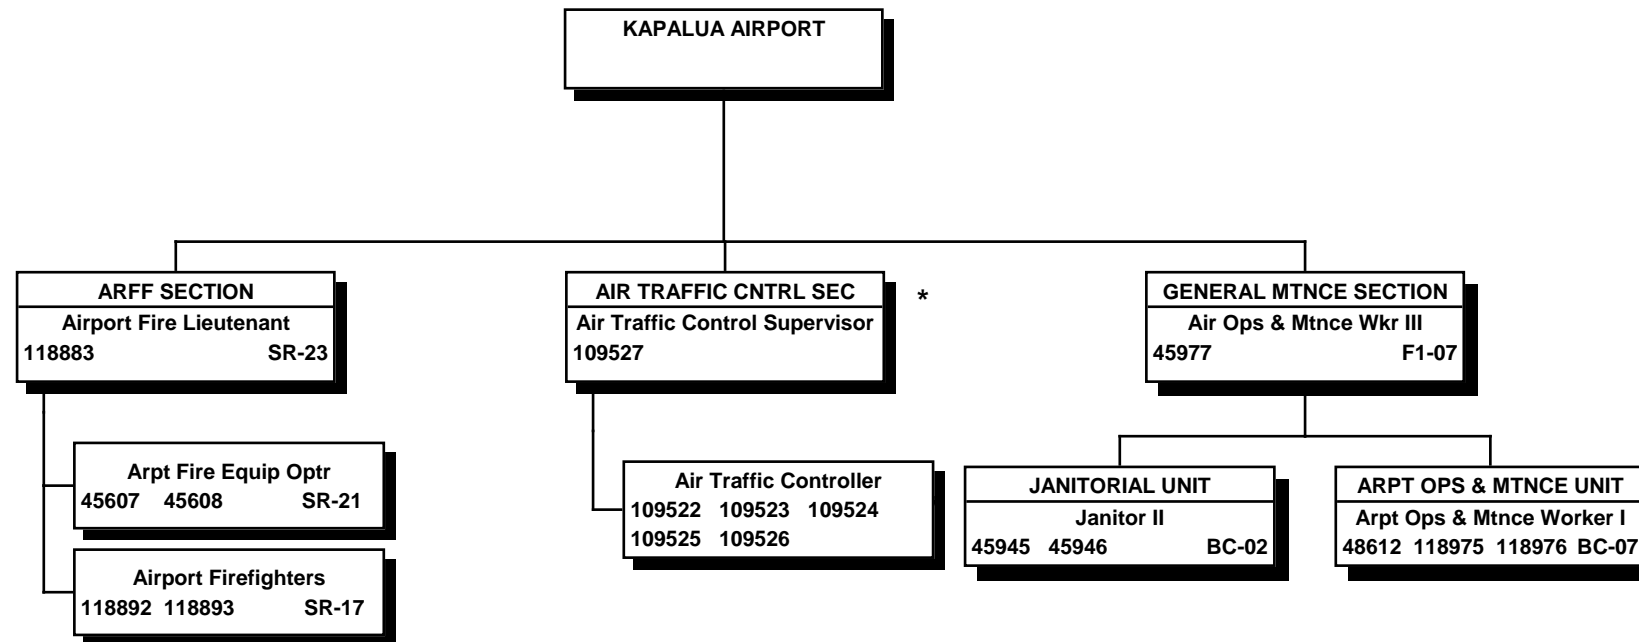 KAPALUA AIRPORT
ARFF SECTION
Airport Fire Lieutenant
118883 SR-23
Arpt Fire Equip Optr
45607 45608 SR-21
Airport Firefighters
118892 118893 SR-17
AIR TRAFFIC CNTRL SEC
*
Air Traffic Control Supervisor
109527
Air Traffic Controller
109522 109523 109524
109525 109526
GENERAL MTNCE SECTION
Air Ops & Mtnce Wkr III
45977 F1-07
JANITORIAL UNIT
Janitor II
45945 45946 BC-02
ARPT OPS & MTNCE UNIT
Arpt Ops & Mtnce Worker I
48612 118975 118976 BC-07